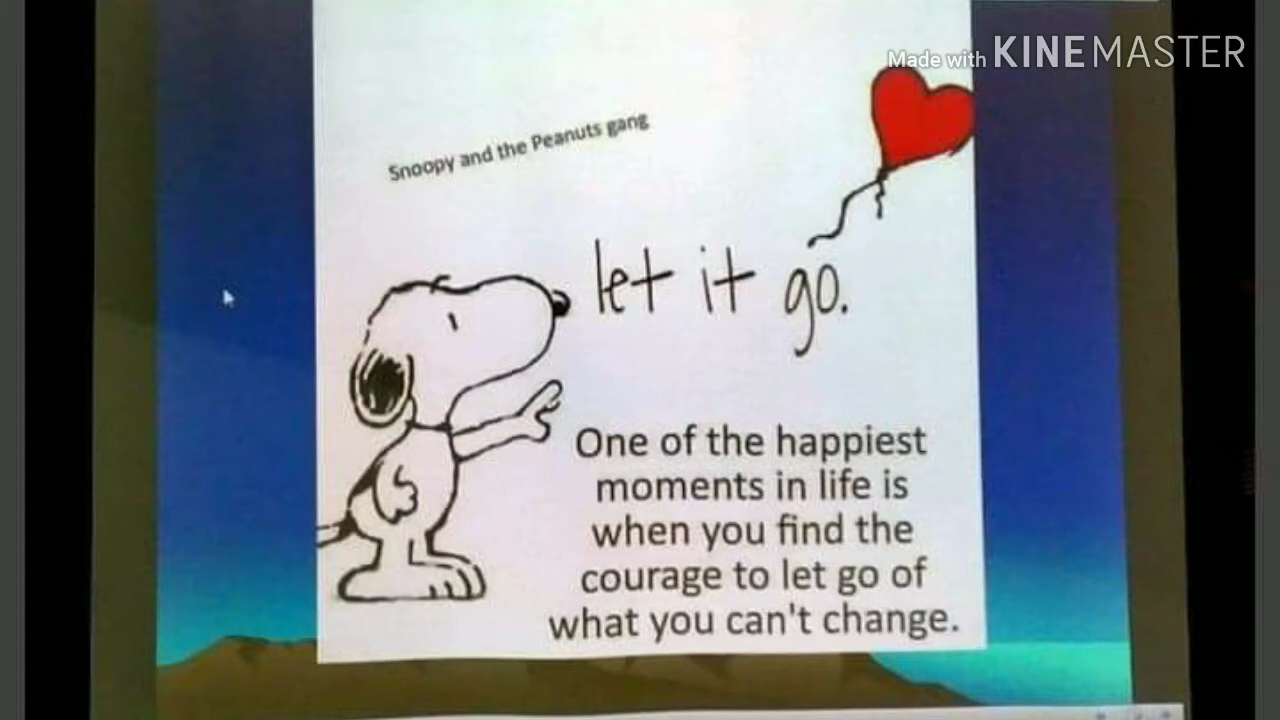 Made with KINEMASTER
Snoopy and the Peanuts gang
let it go.
One of the happiest
moments in life is
when you find the
courage to let go of
what you can't change.